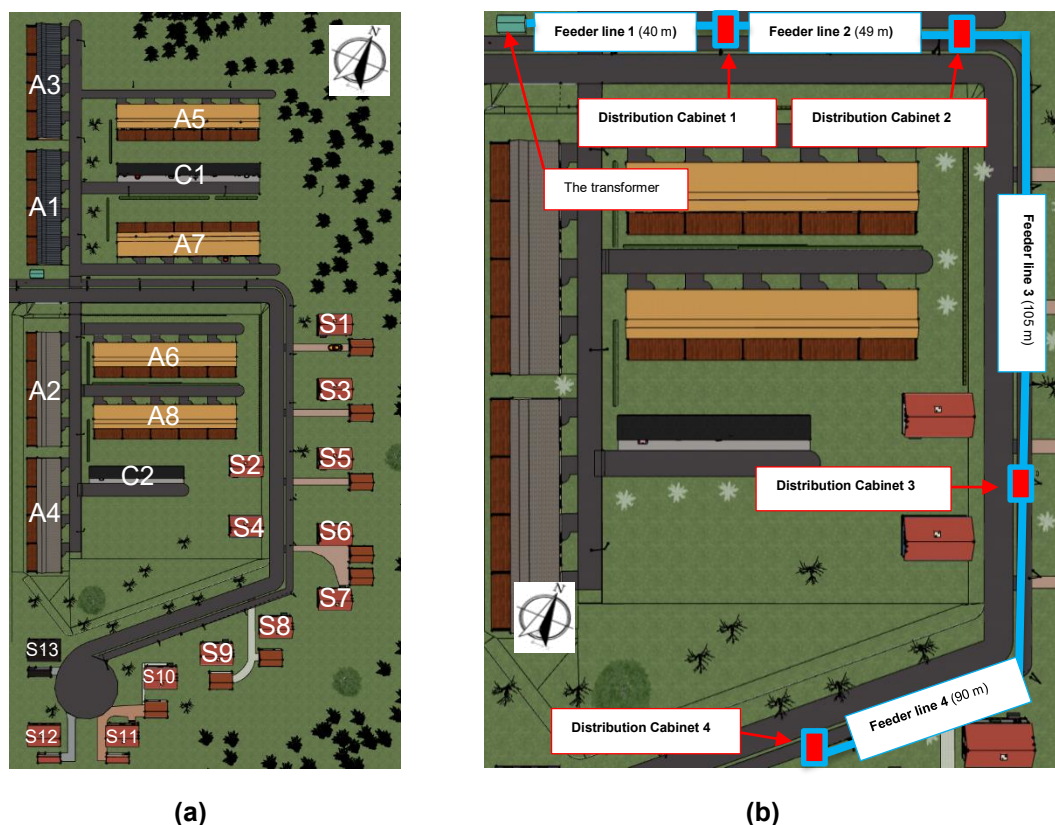 N
A3
A5
C1
A1
A7
S1
A6
A2
S3
A8
S5
S2
C2
A4
S4
S6
S7
S8
S9
S13
S10
S12
S11
(a)
Feeder line 1 (40 m)
Feeder line 2 (49 m)
Distribution Cabinet 1
Distribution Cabinet 2
The transformer
Feeder line 3 (105 m)
Distribution Cabinet 3
N
Feeder line 4 (90 m)
Distribution Cabinet 4
(b)